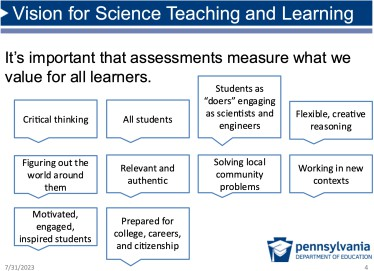 Vision for Science Teaching and Learning
It's important that assessments measure what we
value for all learners.
Critical thinking
All students
Students as
"doers" engaging
as scientists and
engineers
Flexible, creative
reasoning
Figuring out the
world around
them
Relevant and
authentic
Solving local
community
problems
Working in new
contexts
Motivated,
engaged,
inspired students
Prepared for
college, careers,
and citizenship
pennsylvania
DEPARTMENT OF EDUCATION
7/31/2023
4